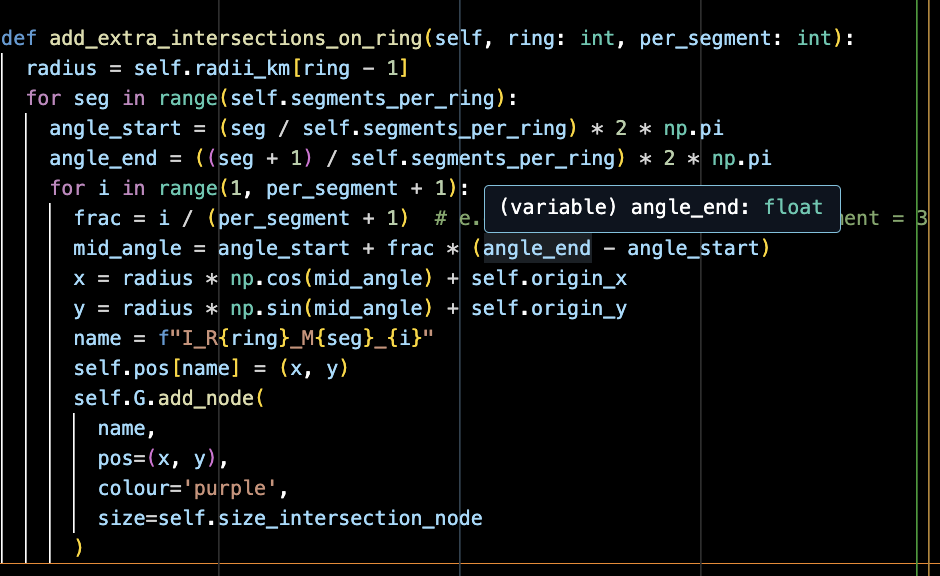 def add_extra_intersections_on_ring(self, ring: int, per_segment: int):
radius = self.radii_km[ring - 1]
for seg in range(self.segments_per_ring):
angle_start = (seg / self.segments_per_ring) * 2 * np.pi
angle_end = ((seg + 1) / self.segments_per_ring) * 2 * np.pi
for i in range(1, per_segment + 1):
(variable) angle_end: float
frac = i / (per_segment + 1)  # e. ent = 3
mid_angle = angle_start + frac * (angle_end - angle_start)
x = radius * np.cos(mid_angle) + self.origin_x
y = radius * np.sin(mid_angle) + self.origin_y
name = f"I_R{ring}_M{seg}_{i}"
self.pos[name] = (x, y)
self.G.add_node(
name,
pos=(x, y),
colour='purple',
size=self.size_intersection_node
)